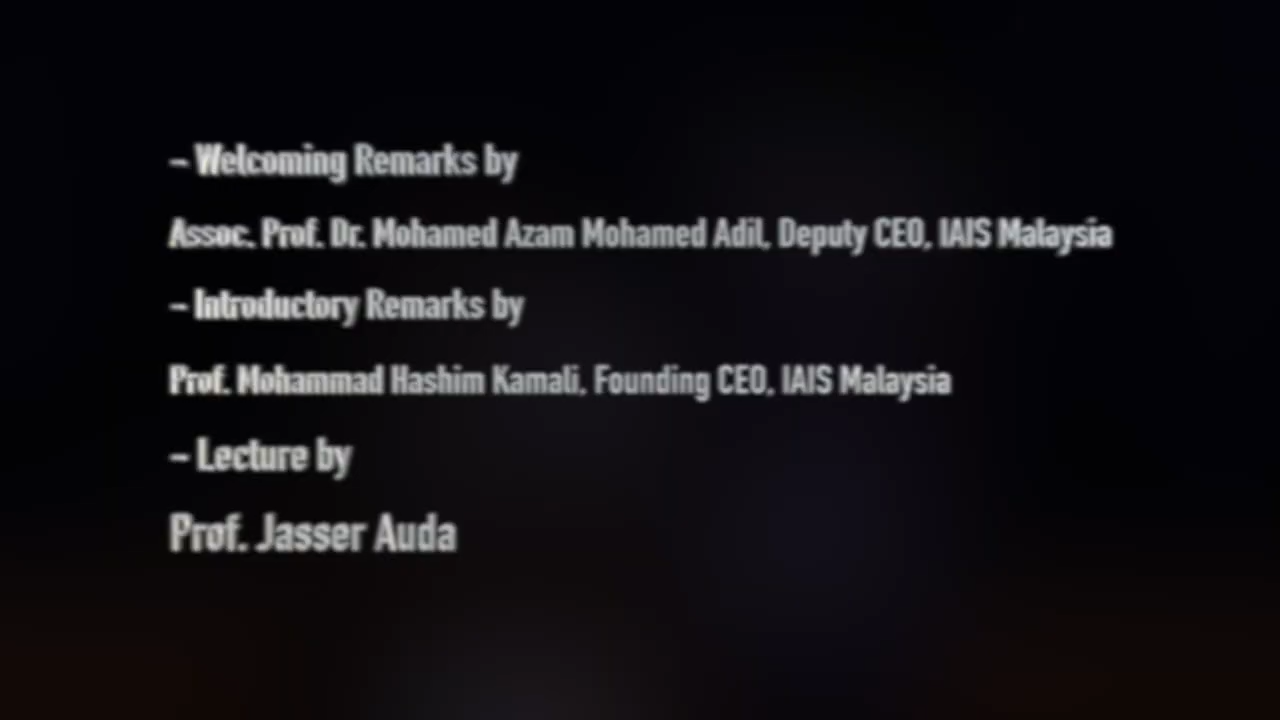 – Welcoming Remarks by
Assoc. Prof. Dr. Mohamed Azam Mohamed Adil, Deputy CEO, IAIS Malaysia
– Introductory Remarks by
Prof. Mohammad Hashim Kamali, Founding CEO, IAIS Malaysia
– Lecture by
Prof. Jasser Auda